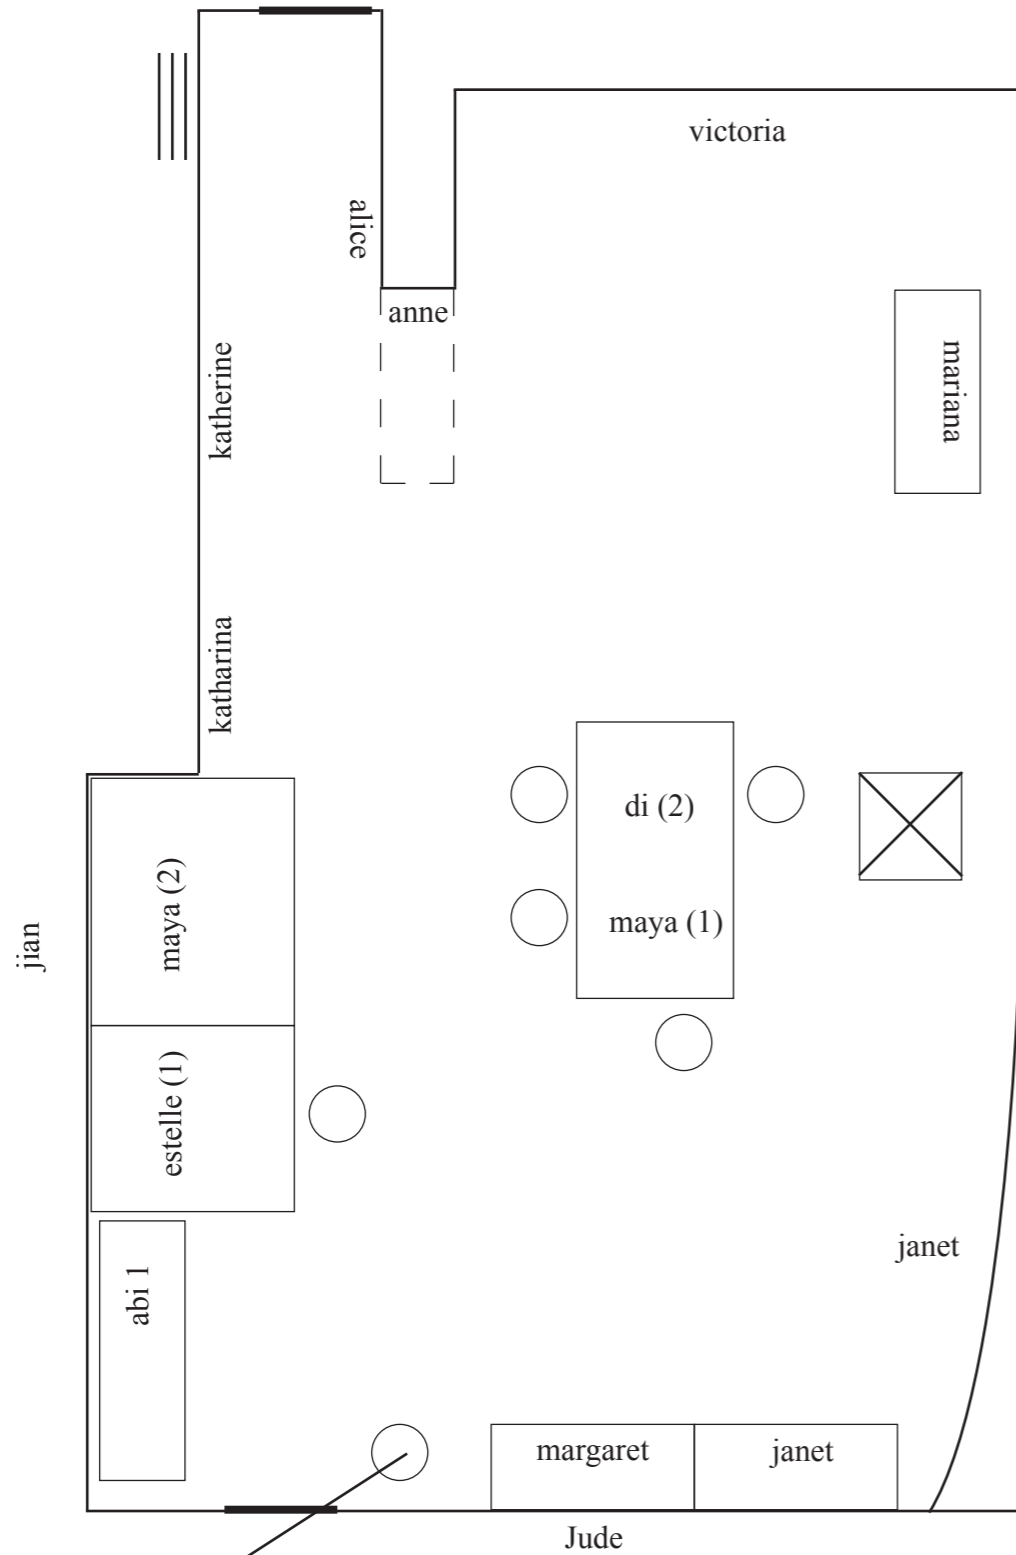 victoria
alice
anne
katherine
mariana
katharina
di (2)
maya (2)
maya (1)
jian
estelle (1)
janet
abi 1
margaret
janet
Jude